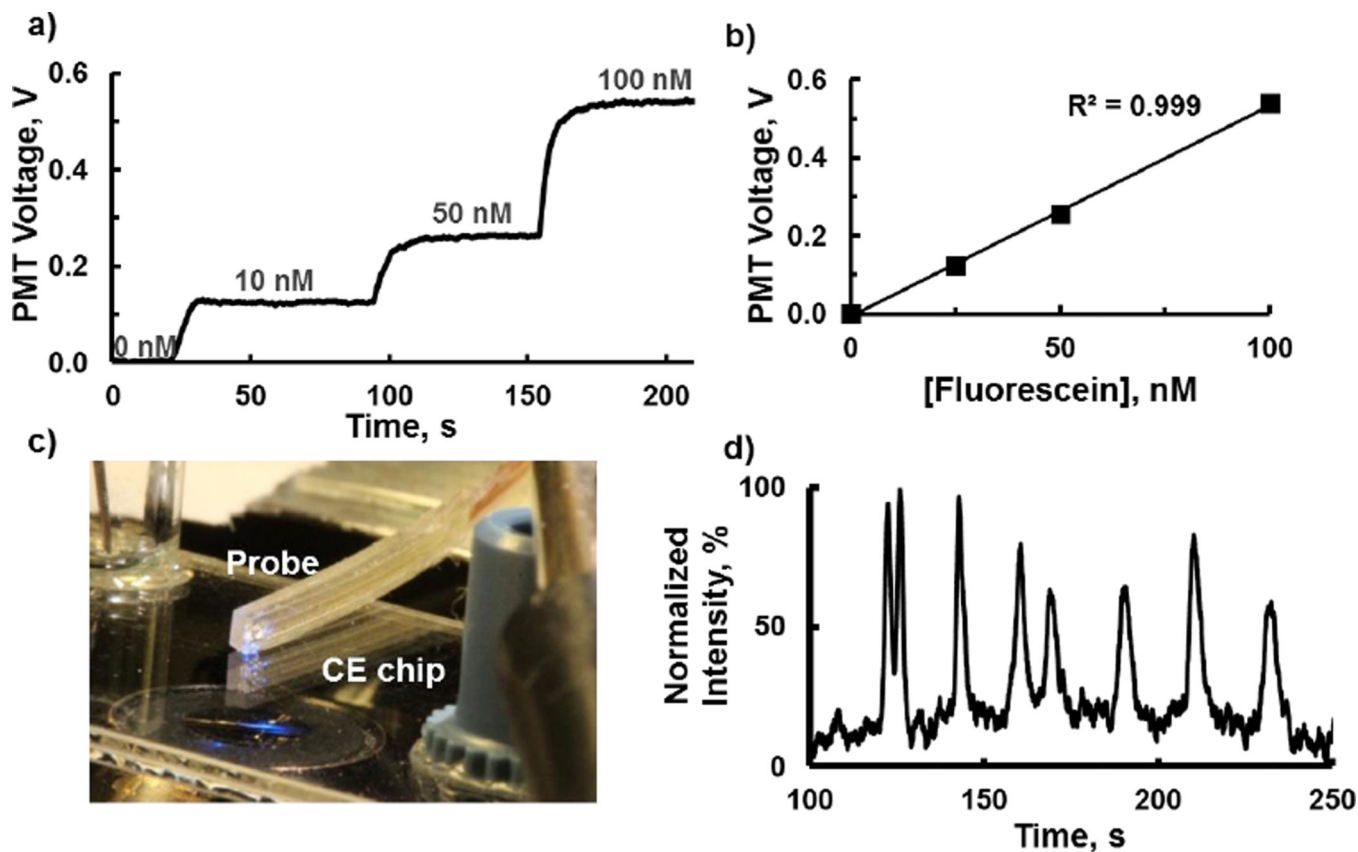 a)
0.6
0.4
0.2
0.0
PMT Voltage, V
0 nM
10 nM
50 nM
100 nM
0
50
100
150
200
Time, s
b)
0.6
0.4
0.2
0.0
PMT Voltage, V
R² = 0.999
0
50
100
[Fluorescein], nM
c)
Probe
CE chip
d)
100
50
0
Normalized
Intensity, %
100
150
200
250
Time, s